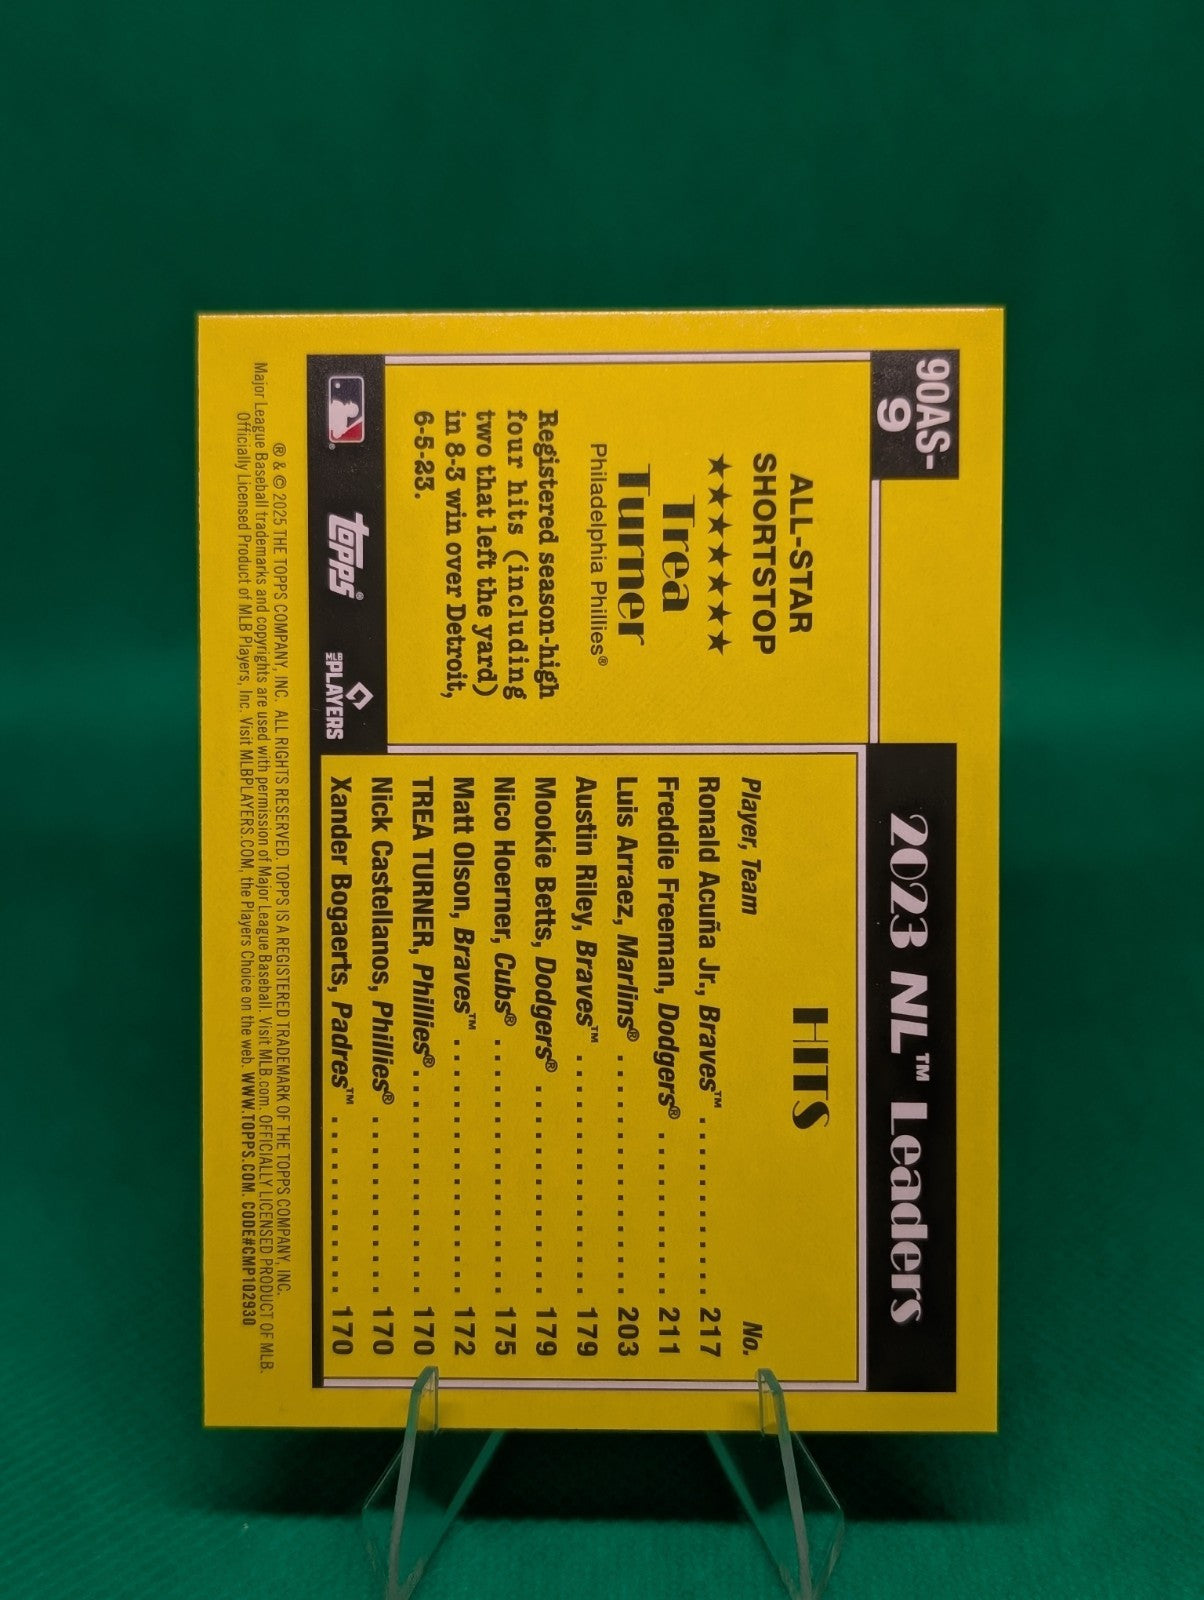 90AS-
9
ALL-STAR
SHORTSTOP
★★★★★★★
Trea
Turner
Philadelphia Phillies®
Registered season-high
four hits (including
two that left the yard)
in 8-3 win over Detroit,
6-5-23.
topps®
MLB PLAYERS
2023 NL™ Leaders
HITS
Player, Team No.
Ronald Acuña Jr., Braves™ . . . . . . . . . . . 217
Freddie Freeman, Dodgers® . . . . . . . . . . 211
Luis Arraez, Marlins® . . . . . . . . . . . . . . . 203
Austin Riley, Braves™ . . . . . . . . . . . . . . . 179
Mookie Betts, Dodgers® . . . . . . . . . . . . . 179
Nico Hoerner, Cubs® . . . . . . . . . . . . . . . . 175
Matt Olson, Braves™ . . . . . . . . . . . . . . . . 172
TREA TURNER, Phillies® . . . . . . . . . . . . . 170
Nick Castellanos, Phillies® . . . . . . . . . . . 170
Xander Bogaerts, Padres™ . . . . . . . . . . . 170
® & © 2025 THE TOPPS COMPANY, INC. ALL RIGHTS RESERVED. TOPPS IS A REGISTERED TRADEMARK OF THE TOPPS COMPANY, INC.
Major League Baseball trademarks and copyrights are used with permission of Major League Baseball. Visit MLB.com. OFFICIALLY LICENSED PRODUCT OF MLB.
Officially Licensed Product of MLB Players, Inc. Visit MLBPLAYERS.COM, the Players Choice on the web. WWW.TOPPS.COM. CODE#CMP102930